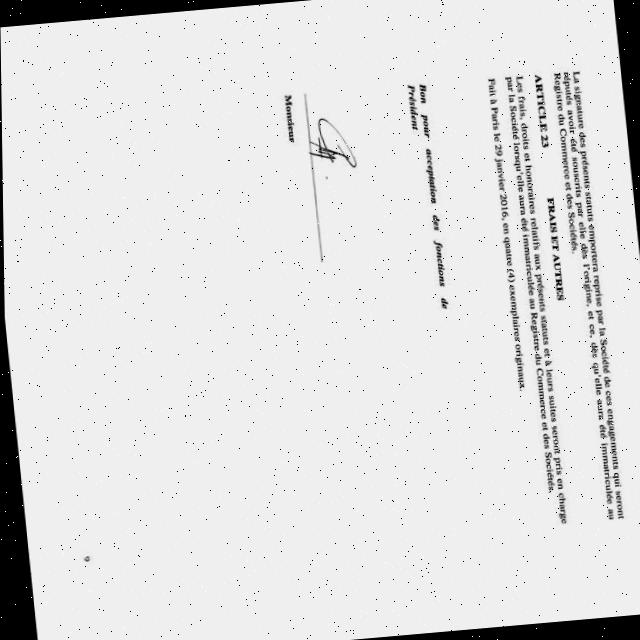 La signature des présents statuts emportera reprise par la Société de ces engagements qui seront
réputés avoir été souscrits par elle dès l'origine, et ce, dès qu'elle aura été immatriculée au
Registre du Commerce et des Sociétés.
ARTICLE 23 FRAIS ET AUTRES
Les frais, droits et honoraires relatifs aux présents statuts et à leurs suites seront pris en charge
par la Société lorsqu'elle aura été immatriculée au Registre du Commerce et des Sociétés.
Fait à Paris le 29 janvier 2016, en quatre (4) exemplaires originaux.
Bon pour acceptation des fonctions de
Président
Monsieur
9